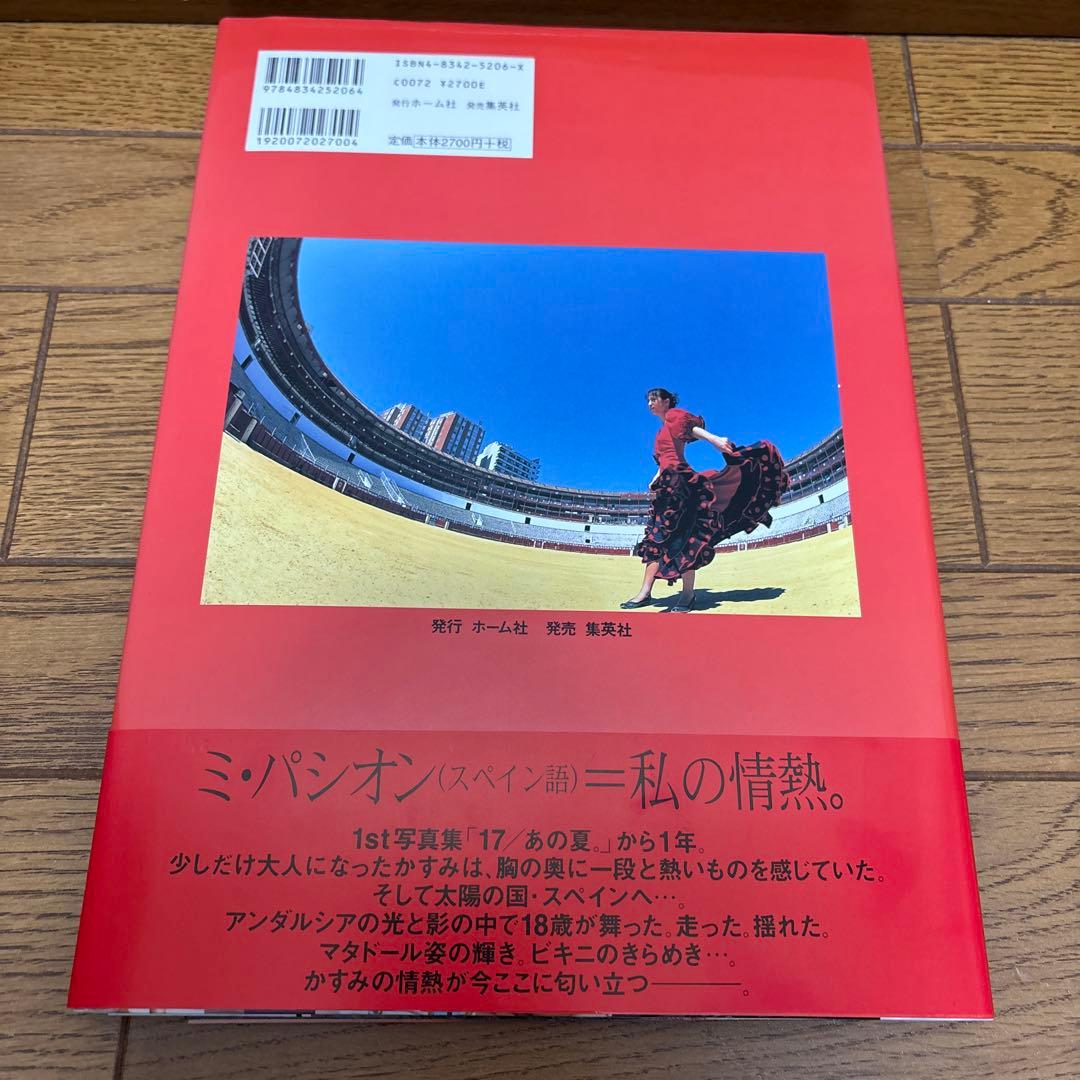 ISBN4-8342-5206-X
C0072 ¥2700E
発行 ホーム社 発売 集英社
9784834252064
1920072027004
定価 本体2700円+税
発行 ホーム社 発売 集英社
ミ・パシオン(スペイン語)=私の情熱。
1st写真集「17/あの夏。」から1年。
少しだけ大人になったかすみは、胸の奥に一段と熱いものを感じていた。
そして太陽の国・スペインへ…。
アンダルシアの光と影の中で18歳が舞った。走った。揺れた。
マタドール姿の輝き。ビキニのきらめき…。
かすみの情熱が今ここに匂い立つ———。